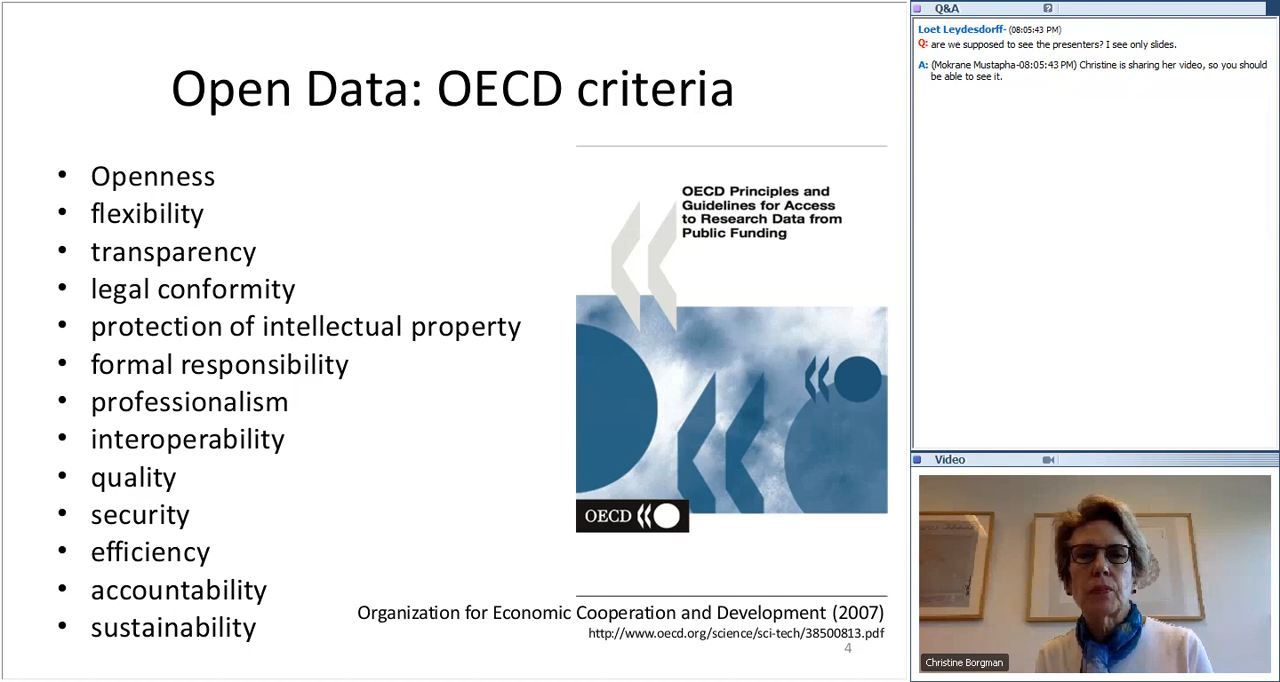 Open Data: OECD criteria
• Openness
• flexibility
• transparency
• legal conformity
• protection of intellectual property
• formal responsibility
• professionalism
• interoperability
• quality
• security
• efficiency
• accountability
• sustainability
OECD Principles and
Guidelines for Access
to Research Data from
Public Funding
OECD
Organization for Economic Cooperation and Development (2007)
http://www.oecd.org/science/sci-tech/38500813.pdf
4
Q&A
Loet Leydesdorff- (08:05:43 PM)
Q: are we supposed to see the presenters? I see only slides.
A: (Mokrane Mustapha-08:05:43 PM) Christine is sharing her video, so you should
be able to see it.
Video
Christine Borgman